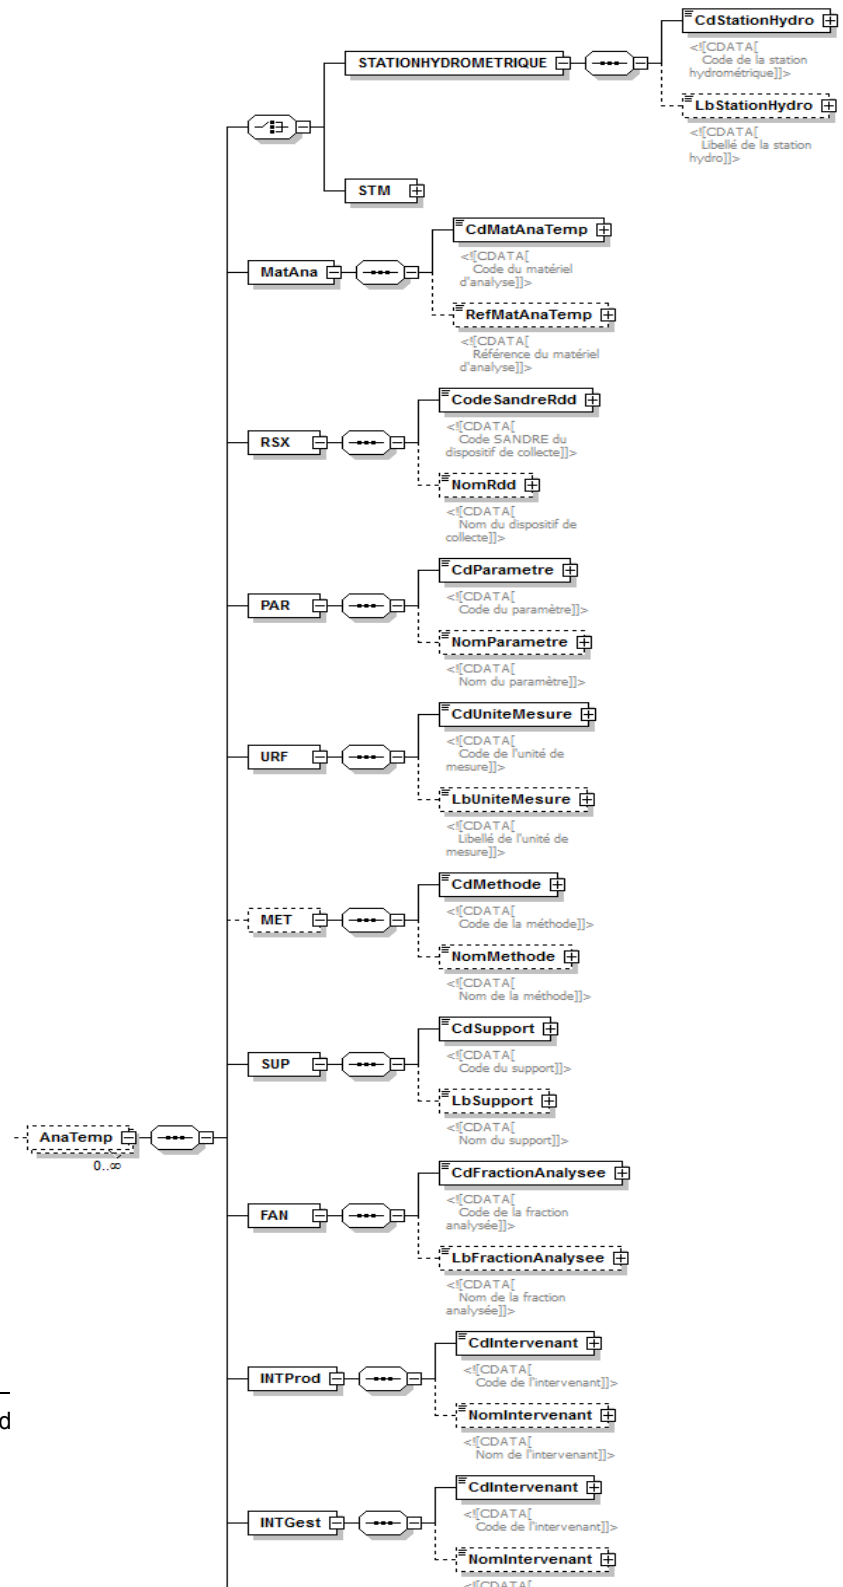 CdStationHydro
<![CDATA[
Code de la station
hydrométrique]]>
STATIONHYDROMETRIQUE
LbStationHydro
<![CDATA[
Libellé de la station
hydro]]>
STM
CdMatAnaTemp
<![CDATA[
Code du matériel
d'analyse]]>
MatAna
RefMatAnaTemp
<![CDATA[
Référence du matériel
d'analyse]]>
CodeSandreRdd
<![CDATA[
Code SANDRE du
dispositif de collecte]]>
RSX
NomRdd
<![CDATA[
Nom du dispositif de
collecte]]>
CdParametre
<![CDATA[
Code du paramètre]]>
PAR
NomParametre
<![CDATA[
Nom du paramètre]]>
CdUniteMesure
<![CDATA[
Code de l'unité de
mesure]]>
URF
LbUniteMesure
<![CDATA[
Libellé de l'unité de
mesure]]>
CdMethode
<![CDATA[
Code de la méthode]]>
MET
NomMethode
<![CDATA[
Nom de la méthode]]>
CdSupport
<![CDATA[
Code du support]]>
SUP
LbSupport
<![CDATA[
Nom du support]]>
AnaTemp
0..∞
CdFractionAnalysee
<![CDATA[
Code de la fraction
analysée]]>
FAN
LbFractionAnalysee
<![CDATA[
Nom de la fraction
analysée]]>
CdIntervenant
<![CDATA[
Code de l'intervenant]]>
INTProd
NomIntervenant
<![CDATA[
Nom de l'intervenant]]>
d
CdIntervenant
<![CDATA[
Code de l'intervenant]]>
INTGest
NomIntervenant
<![CDATA[